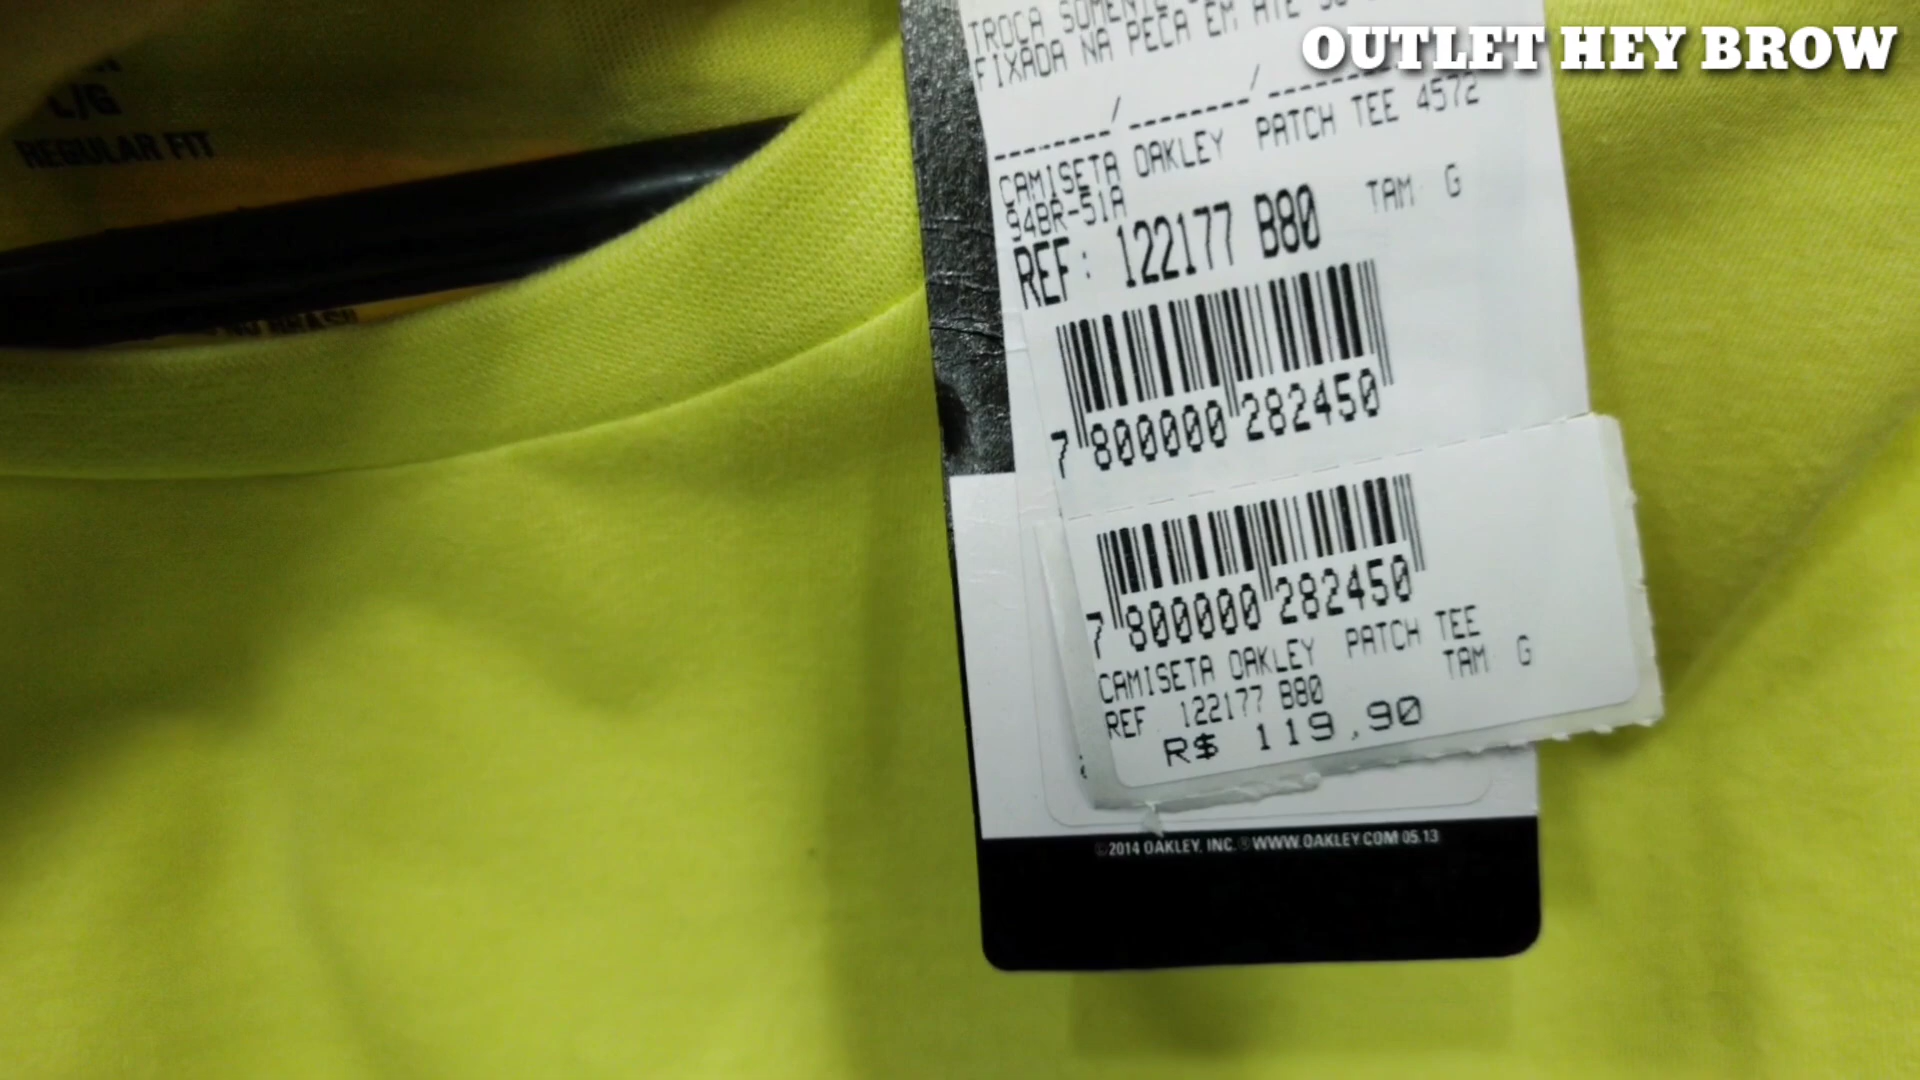 OUTLET HEY BROW
TROCA SOMENTE
FIXADA NA PECA EM ATE
CAMISETA OAKLEY PATCH TEE 4572
94BR-51A
TAM G
REF: 122177 B80
7 800000 282450
7 800000 282450
CAMISETA OAKLEY PATCH TEE
TAM G
REF 122177 B80
R$ 119,90
©2014 OAKLEY, INC. ® WWW.OAKLEY.COM 05.13
L/G
REGULAR FIT
NO BRASIL